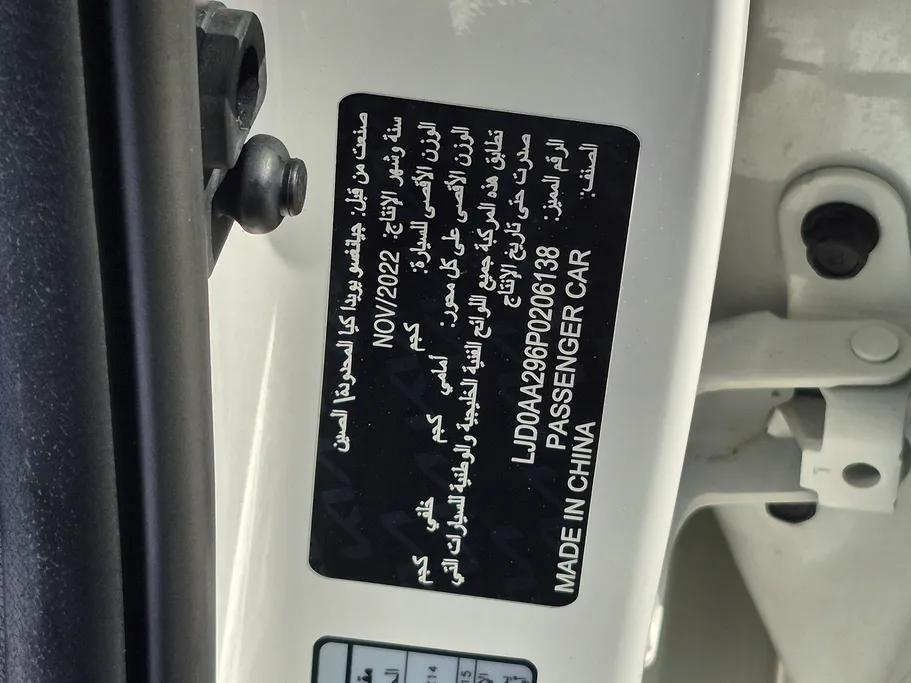 صنعت من قبل: جيانغسو يويدا كيا المحدودة/ الصين
سنة وشهر الإنتاج: NOV/2022
الوزن الأقصى للسيارة: كجم
الوزن الأقصى على كل محور: أمامي كجم خلفي كجم
تطابق هذه المركبة جميع اللوائح الفنية الخليجية والوطنية للسيارات التي
صدرت حتى تاريخ الإنتاج
الرقم المميز: LJD0AA296P0206138
الصنف: PASSENGER CAR
MADE IN CHINA